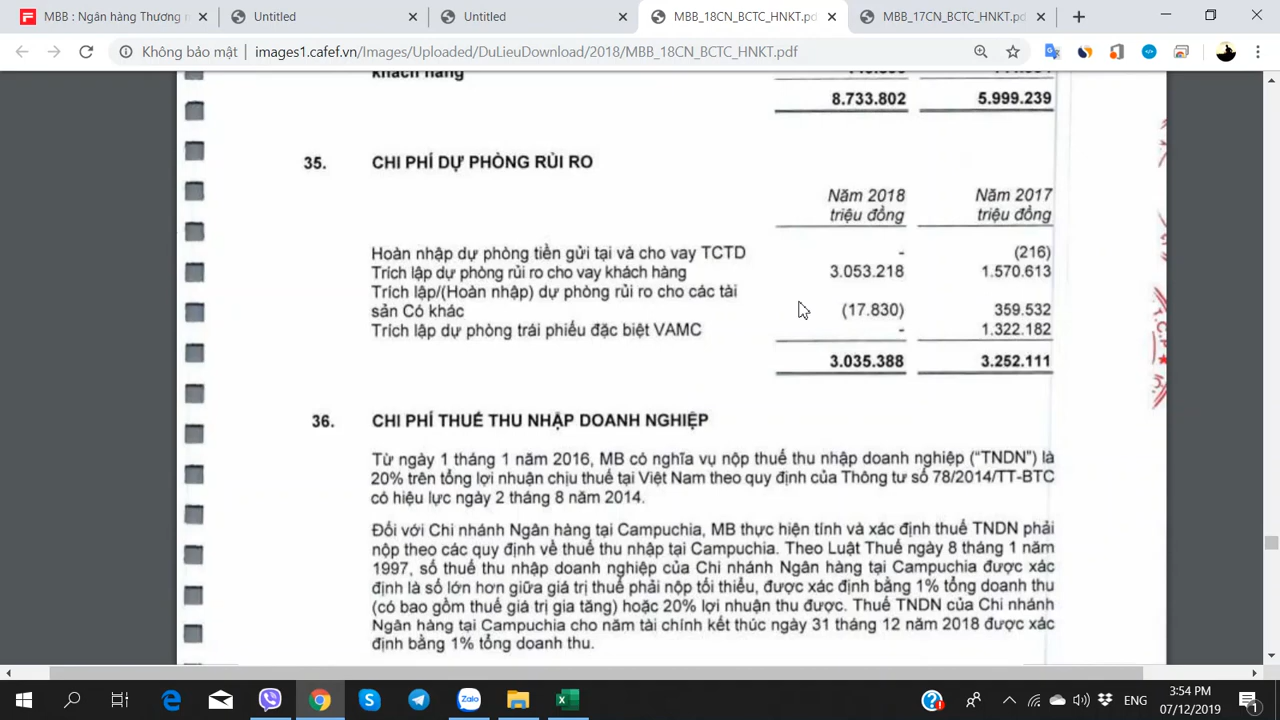 MBB : Ngân hàng Thương
Untitled
Untitled
MBB_18CN_BCTC_HNKT.pdf
MBB_17CN_BCTC_HNKT.pd
Không bảo mật
images1.cafef.vn/Images/Uploaded/DuLieuDownload/2018/MBB_18CN_BCTC_HNKT.pdf
khách hàng
8.733.802 5.999.239
35. CHI PHÍ DỰ PHÒNG RỦI RO
Năm 2018 Năm 2017
triệu đồng triệu đồng
Hoàn nhập dự phòng tiền gửi tại và cho vay TCTD - (216)
Trích lập dự phòng rủi ro cho vay khách hàng 3.053.218 1.570.613
Trích lập/(Hoàn nhập) dự phòng rủi ro cho các tài
sản Có khác (17.830) 359.532
Trích lập dự phòng trái phiếu đặc biệt VAMC - 1.322.182
3.035.388 3.252.111
36. CHI PHÍ THUẾ THU NHẬP DOANH NGHIỆP
Từ ngày 1 tháng 1 năm 2016, MB có nghĩa vụ nộp thuế thu nhập doanh nghiệp (“TNDN”) là
20% trên tổng lợi nhuận chịu thuế tại Việt Nam theo quy định của Thông tư số 78/2014/TT-BTC
có hiệu lực ngày 2 tháng 8 năm 2014.
Đối với Chi nhánh Ngân hàng tại Campuchia, MB thực hiện tính và xác định thuế TNDN phải
nộp theo các quy định về thuế thu nhập tại Campuchia. Theo Luật Thuế ngày 8 tháng 1 năm
1997, số thuế thu nhập doanh nghiệp của Chi nhánh Ngân hàng tại Campuchia được xác
định là số lớn hơn giữa giá trị thuế phải nộp tối thiểu, được xác định bằng 1% tổng doanh thu
(có bao gồm thuế giá trị gia tăng) hoặc 20% lợi nhuận thu được. Thuế TNDN của Chi nhánh
Ngân hàng tại Campuchia cho năm tài chính kết thúc ngày 31 tháng 12 năm 2018 được xác
định bằng 1% tổng doanh thu.
Zalo
ENG
3:54 PM
07/12/2019